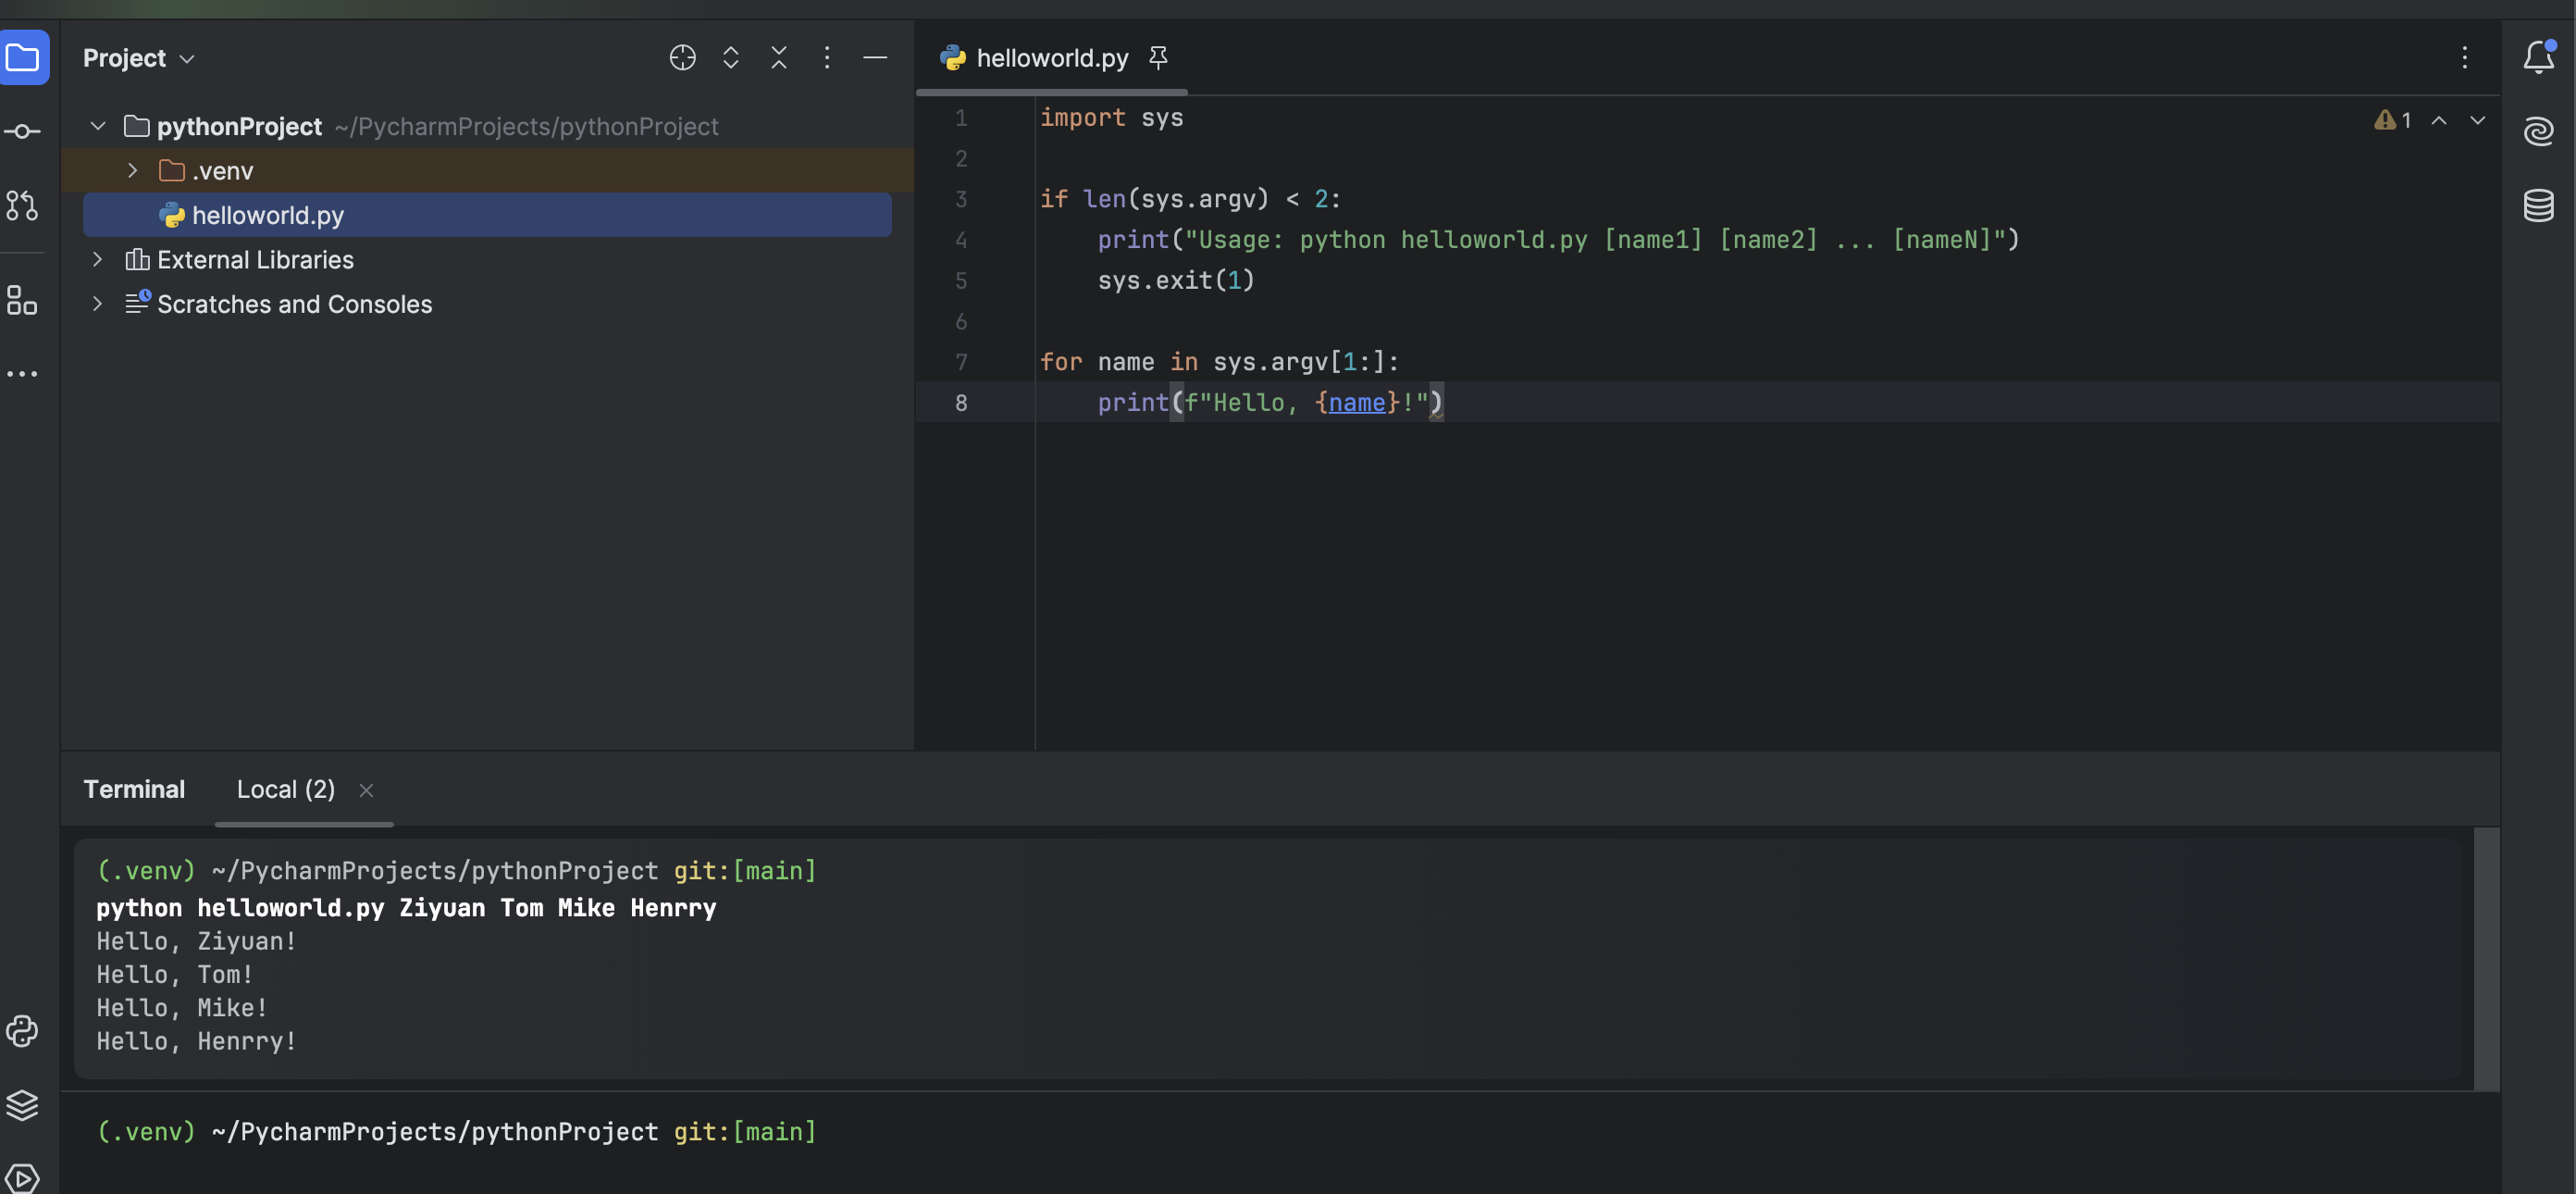 Project
pythonProject ~/PycharmProjects/pythonProject
.venv
helloworld.py
External Libraries
Scratches and Consoles
helloworld.py
1 import sys
2
3 if len(sys.argv) < 2:
4     print("Usage: python helloworld.py [name1] [name2] ... [nameN]")
5     sys.exit(1)
6
7 for name in sys.argv[1:]:
8     print(f"Hello, {name}!")
1
Terminal Local (2)
(.venv) ~/PycharmProjects/pythonProject git:[main]
python helloworld.py Ziyuan Tom Mike Henrry
Hello, Ziyuan!
Hello, Tom!
Hello, Mike!
Hello, Henrry!
(.venv) ~/PycharmProjects/pythonProject git:[main]